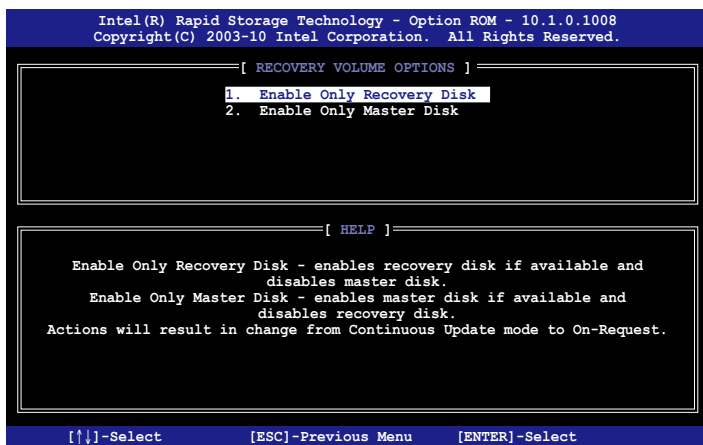 Intel(R) Rapid Storage Technology - Option ROM - 10.1.0.1008
Copyright(C) 2003-10 Intel Corporation. All Rights Reserved.
[ RECOVERY VOLUME OPTIONS ]
1. Enable Only Recovery Disk
2. Enable Only Master Disk
[ HELP ]
Enable Only Recovery Disk - enables recovery disk if available and
disables master disk.
Enable Only Master Disk - enables master disk if available and
disables recovery disk.
Actions will result in change from Continuous Update mode to On-Request.
[↑↓]-Select [ESC]-Previous Menu [ENTER]-Select